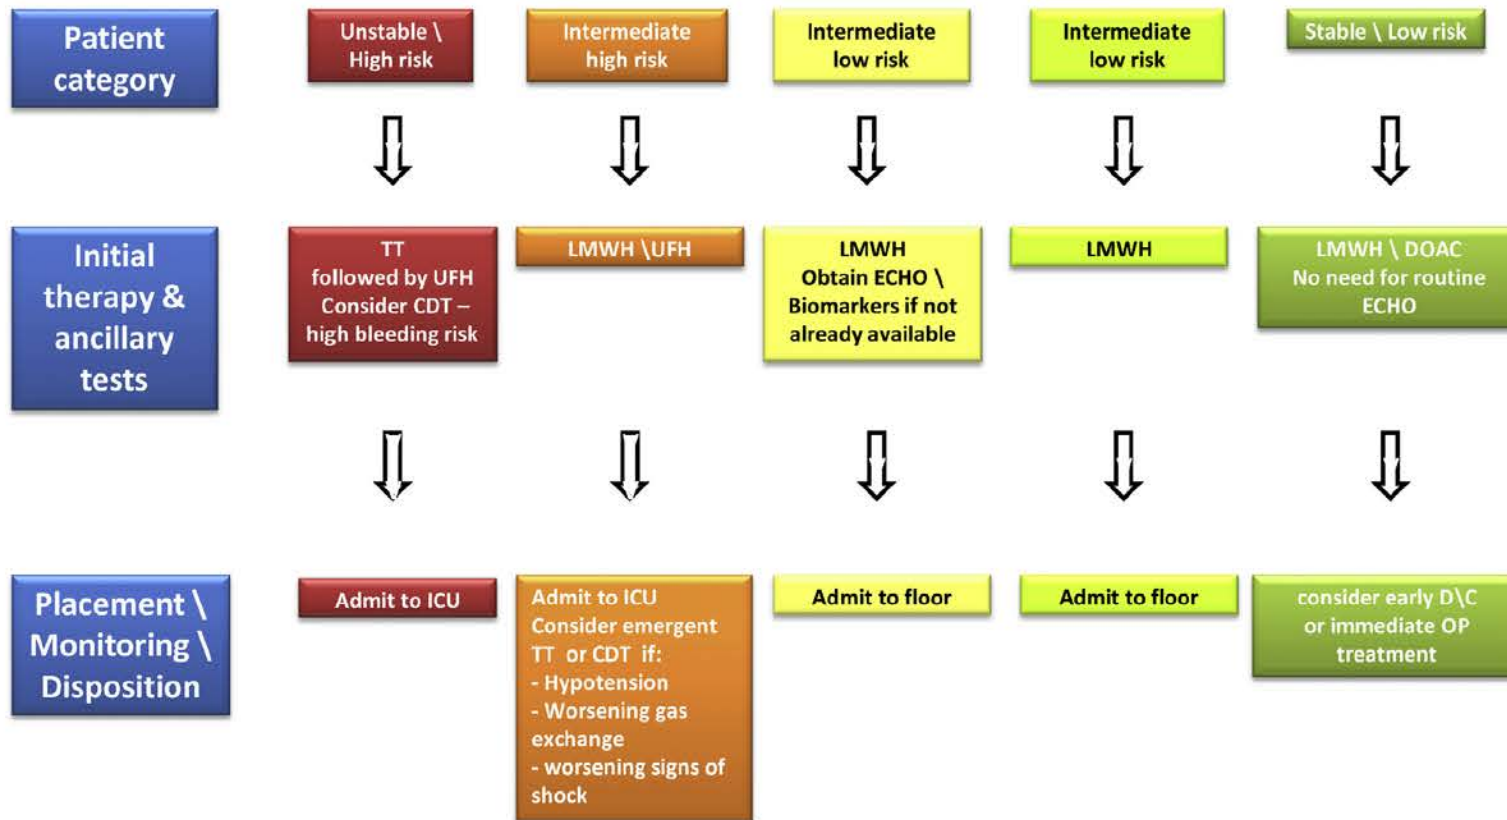 Patient
category
Unstable \
High risk
Intermediate
high risk
Intermediate
low risk
Intermediate
low risk
Stable \ Low risk
Initial
therapy &
ancillary
tests
TT
followed by UFH
Consider CDT –
high bleeding risk
LMWH \UFH
LMWH
Obtain ECHO \
Biomarkers if not
already available
LMWH
LMWH \ DOAC
No need for routine
ECHO
Placement \
Monitoring \
Disposition
Admit to ICU
Admit to ICU
Consider emergent
TT or CDT if:
- Hypotension
- Worsening gas
exchange
- worsening signs of
shock
Admit to floor
Admit to floor
consider early D\C
or immediate OP
treatment